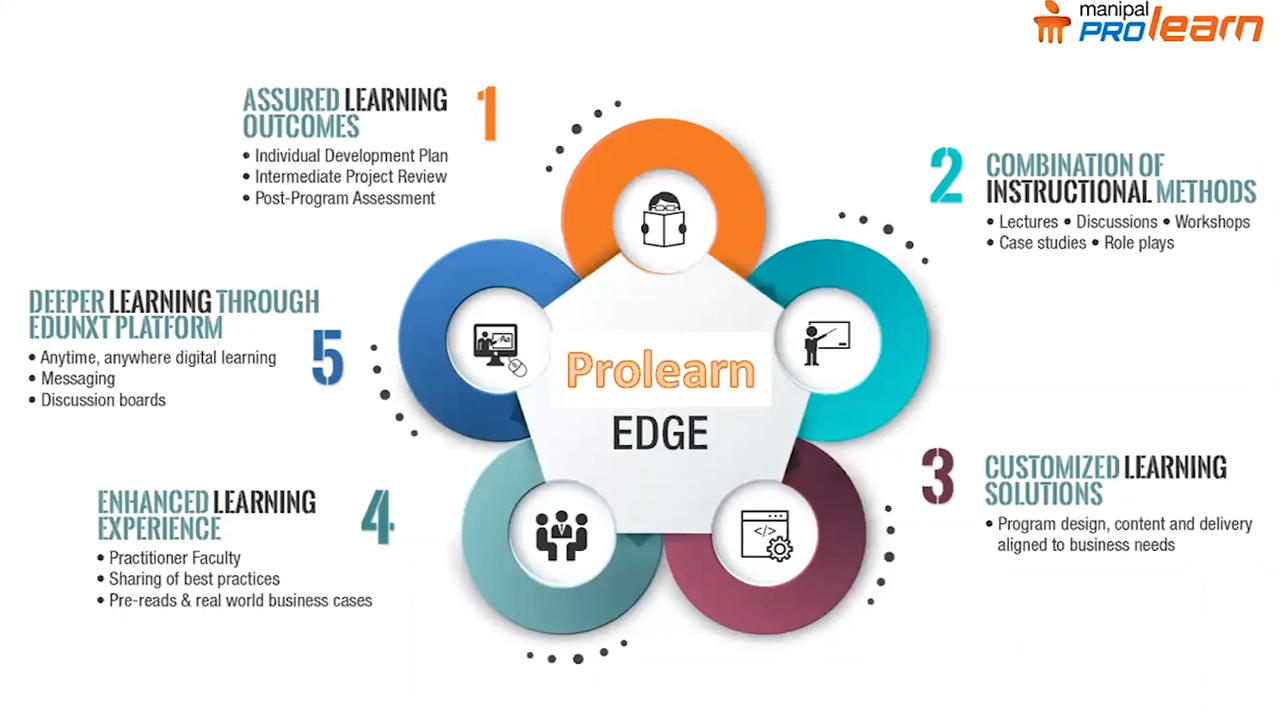 manipal
PROlearn
1
ASSURED LEARNING
OUTCOMES
• Individual Development Plan
• Intermediate Project Review
• Post-Program Assessment
2
COMBINATION OF
INSTRUCTIONAL METHODS
• Lectures • Discussions • Workshops
• Case studies • Role plays
3
CUSTOMIZED LEARNING
SOLUTIONS
• Program design, content and delivery
aligned to business needs
4
ENHANCED LEARNING
EXPERIENCE
• Practitioner Faculty
• Sharing of best practices
• Pre-reads & real world business cases
5
DEEPER LEARNING THROUGH
EDUNXT PLATFORM
• Anytime, anywhere digital learning
• Messaging
• Discussion boards
Prolearn
EDGE
</>